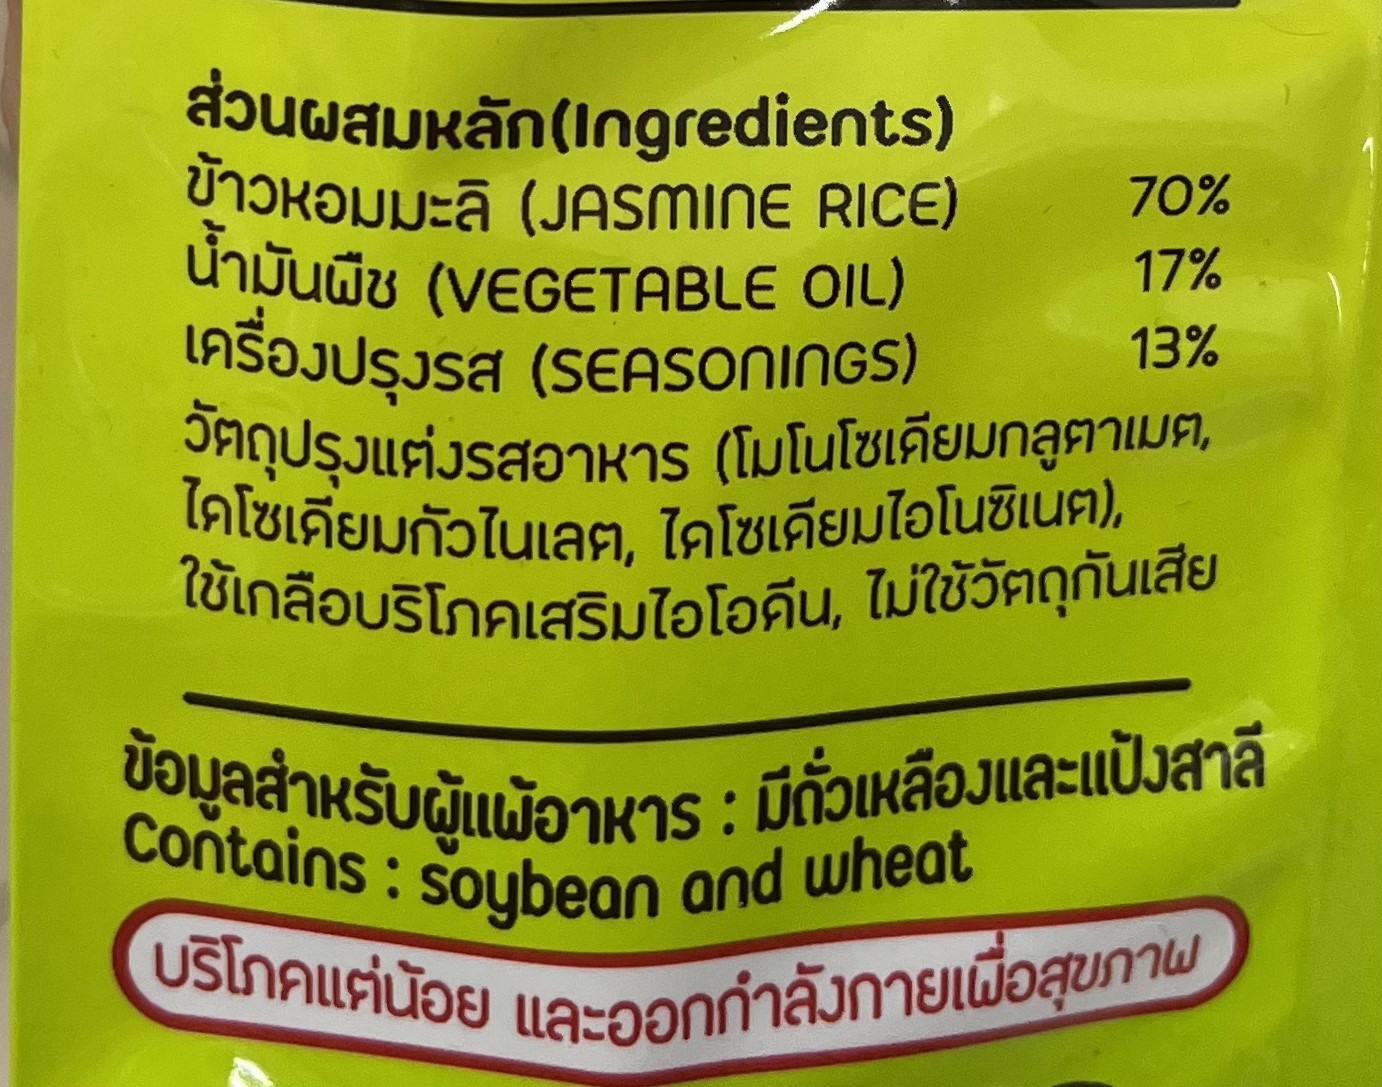 ส่วนผสมหลัก(Ingredients)
ข้าวหอมมะลิ (JASMINE RICE) 70%
น้ำมันพืช (VEGETABLE OIL) 17%
เครื่องปรุงรส (SEASONINGS) 13%
วัตถุปรุงแต่งรสอาหาร (โมโนโซเดียมกลูตาเมต,
ไดโซเดียมกัวไนเลต, ไดโซเดียมไอโนซิเนต),
ใช้เกลือบริโภคเสริมไอโอดีน, ไม่ใช้วัตถุกันเสีย
ข้อมูลสำหรับผู้แพ้อาหาร : มีถั่วเหลืองและแป้งสาลี
Contains : soybean and wheat
บริโภคแต่น้อย และออกกำลังกายเพื่อสุขภาพ